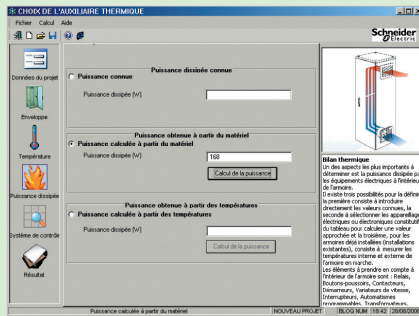 CHOIX DE L'AUXILIAIRE THERMIQUE
Fichier Calcul Aide
Schneider
Electric
Données du projet
Enveloppe
Température
Puissance dissipée
Système de contrôle
Résultat
Puissance dissipée connue
Puissance connue
Puissance dissipée [W]
Puissance obtenue à partir du matériel
Puissance calculée à partir du matériel
Puissance dissipée [W]
168
Calcul de la puissance
Puissance obtenue à partir des températures
Puissance calculée à partir des températures
Puissance dissipée [W]
Calcul de la puissance
Bilan thermique
Un des aspects les plus importants à
déterminer est la puissance dissipée par
les équipements électriques à l'intérieur
de l'armoire.
Il existe trois possibilités pour la définir,
la première consiste à introduire
directement les valeurs connues, la
seconde à sélectionner les appareillages
électriques ou électroniques constitutifs
du tableau pour calculer une valeur
approchée et la troisième, pour les
armoires déjà installées (installations
existantes), consiste à mesurer les
températures interne et externe de
l'armoire en marche.
Les éléments à prendre en compte à
l'intérieur de l'armoire sont : Relais,
Boutons-poussoirs, Contacteurs,
Démarreurs, Variateurs de vitesse,
Interrupteurs, Automatismes
programmables, Transformateurs,
Puissance calculée à partir du matériel
NOUVEAU PROJET
BLOQ NUM
18:42